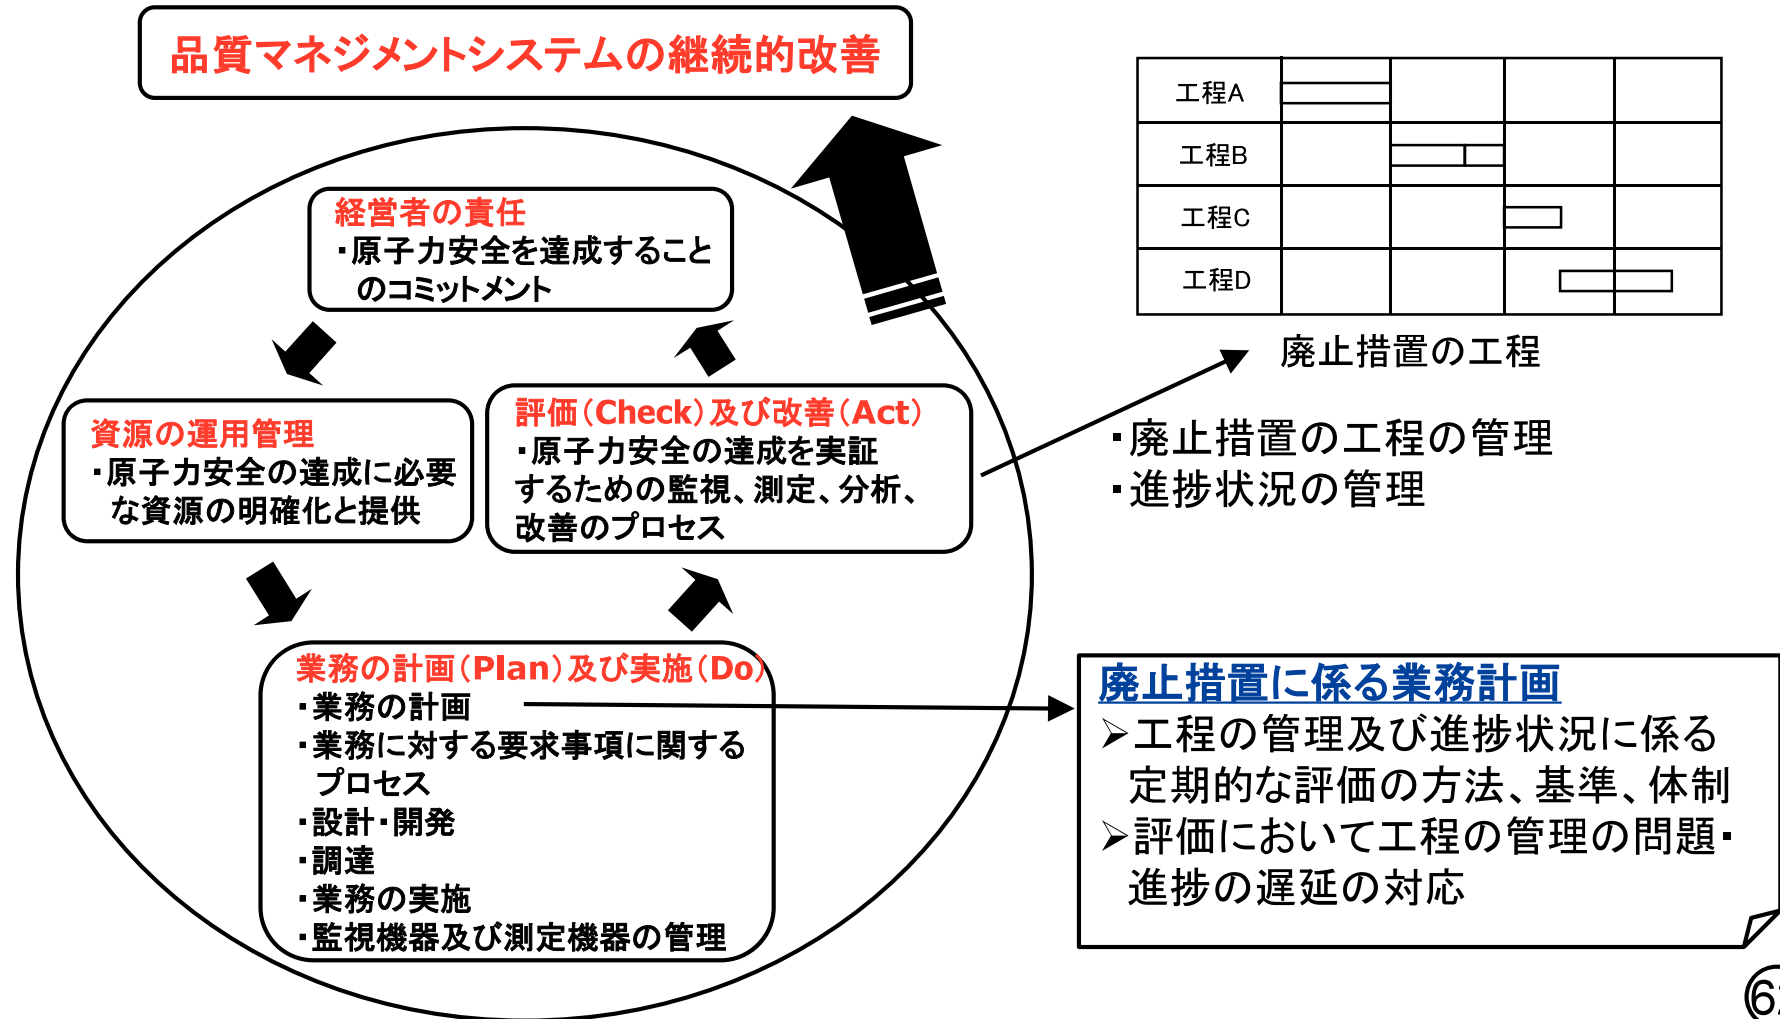 品質マネジメントシステムの継続的改善
経営者の責任
・原子力安全を達成すること
のコミットメント
資源の運用管理
・原子力安全の達成に必要
な資源の明確化と提供
評価(Check)及び改善(Act)
・原子力安全の達成を実証
するための監視、測定、分析、
改善のプロセス
業務の計画(Plan)及び実施(Do)
・業務の計画
・業務に対する要求事項に関する
プロセス
・設計・開発
・調達
・業務の実施
・監視機器及び測定機器の管理
工程A
工程B
工程C
工程D
廃止措置の工程
・廃止措置の工程の管理
・進捗状況の管理
廃止措置に係る業務計画
➢工程の管理及び進捗状況に係る
定期的な評価の方法、基準、体制
➢評価において工程の管理の問題・
進捗の遅延の対応